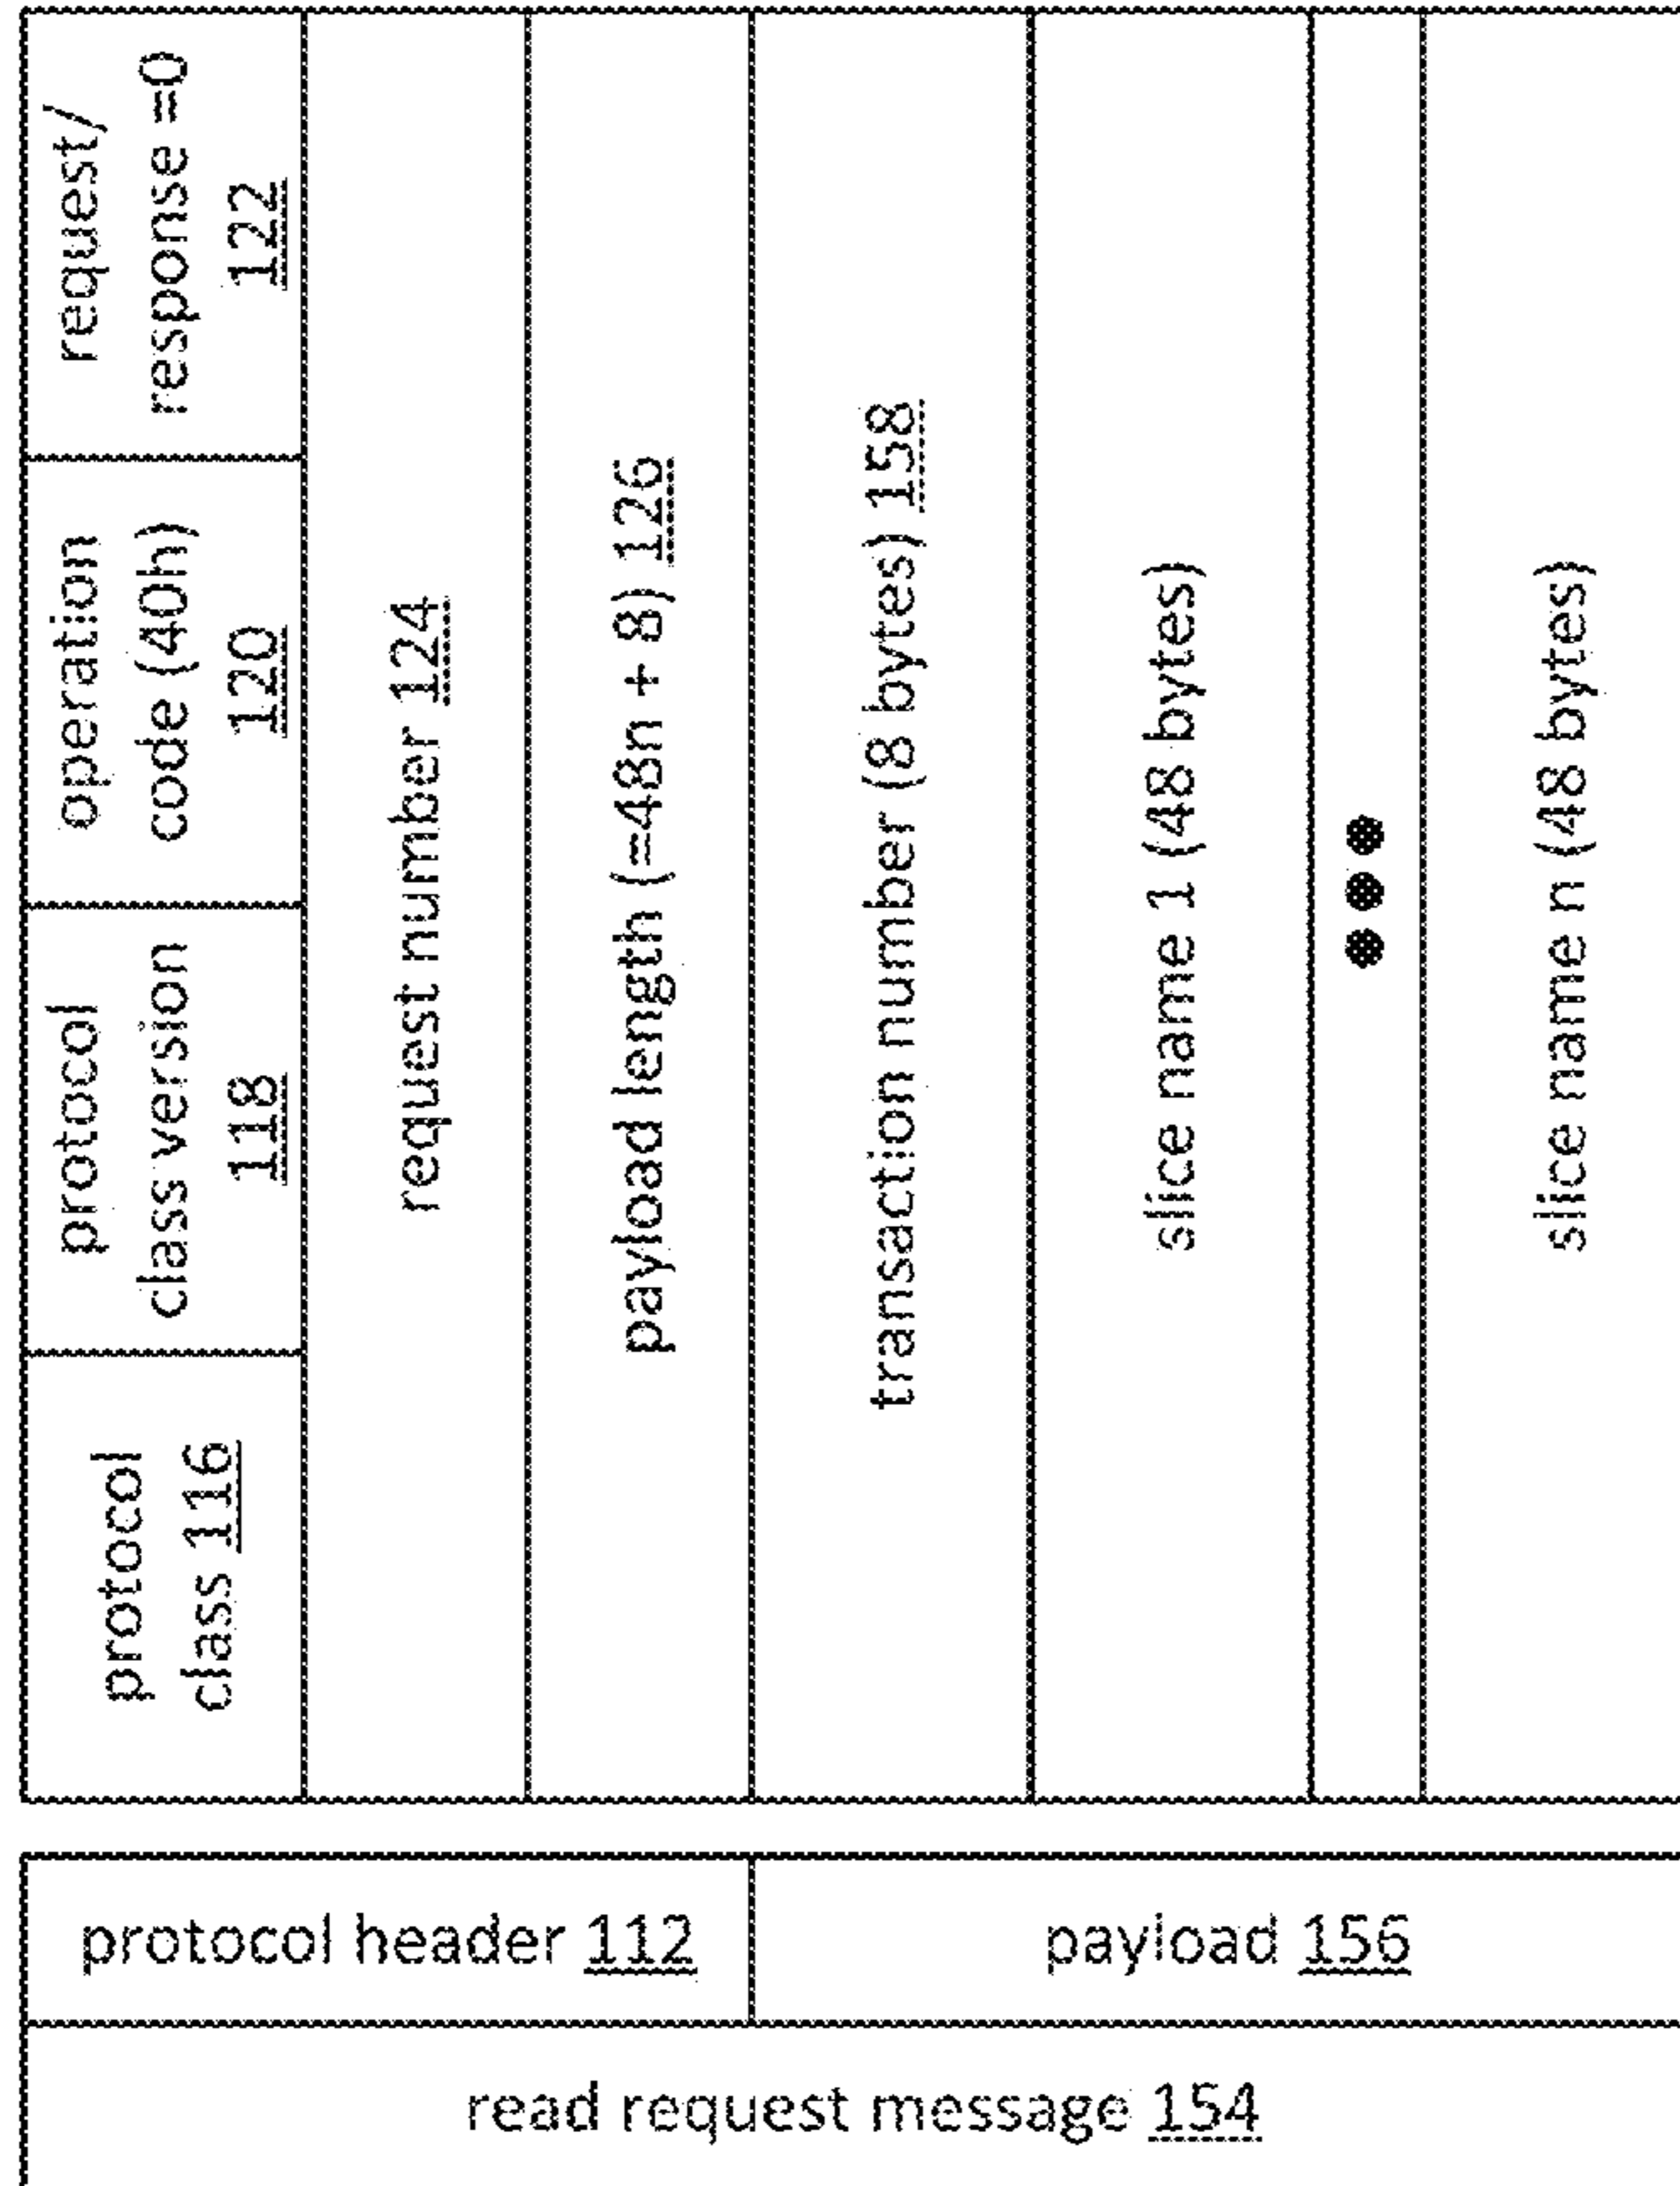 protocol
class 116
protocol
class version
118
operation
code (40h)
120
request/
response =0
122
request number 124
payload length (=48n + 8) 126
transaction number (8 bytes) 158
slice name 1 (48 bytes)
slice name n (48 bytes)
protocol header 112
payload 156
read request message 154